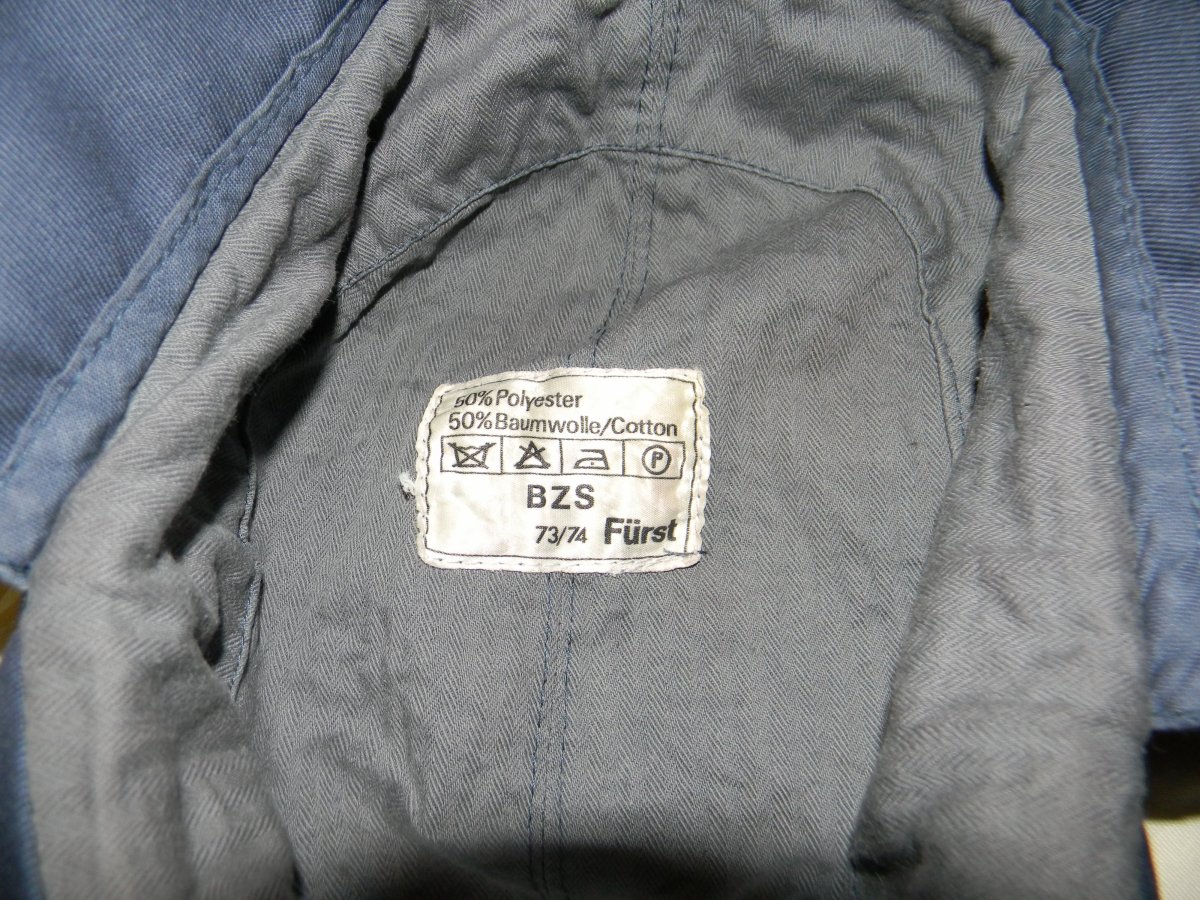 50% Polyester
50% Baumwolle/Cotton
P
BZS
73/74 Fürst